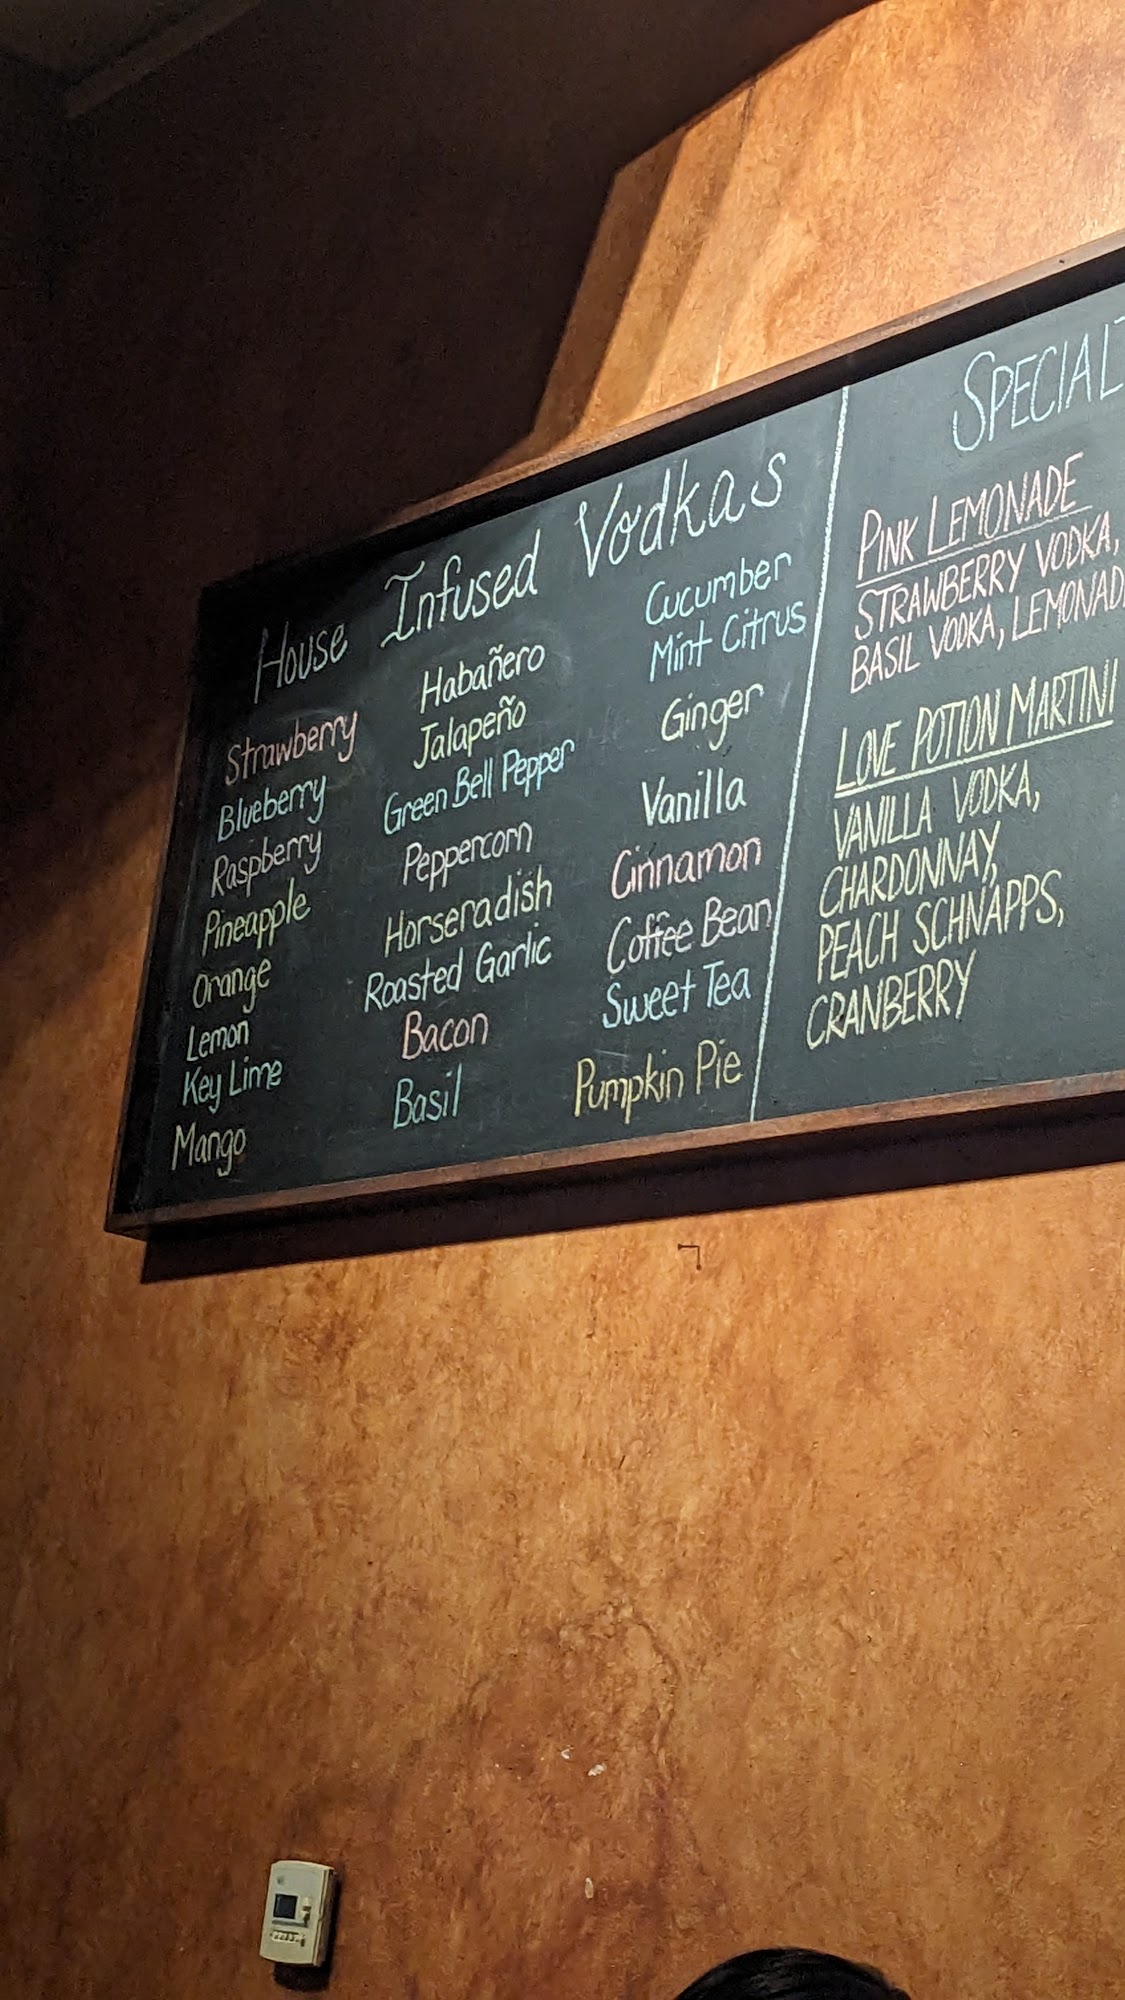 House Infused Vodkas
Strawberry
Blueberry
Raspberry
Pineapple
Orange
Lemon
Key Lime
Mango
Habañero
Jalapeño
Green Bell Pepper
Peppercorn
Horseradish
Roasted Garlic
Bacon
Basil
Cucumber
Mint Citrus
Ginger
Vanilla
Cinnamon
Coffee Bean
Sweet Tea
Pumpkin Pie
PINK LEMONADE
STRAWBERRY VODKA,
BASIL VODKA, LEMONADE
LOVE POTION MARTINI
VANILLA VODKA,
CHARDONNAY,
PEACH SCHNAPPS,
CRANBERRY